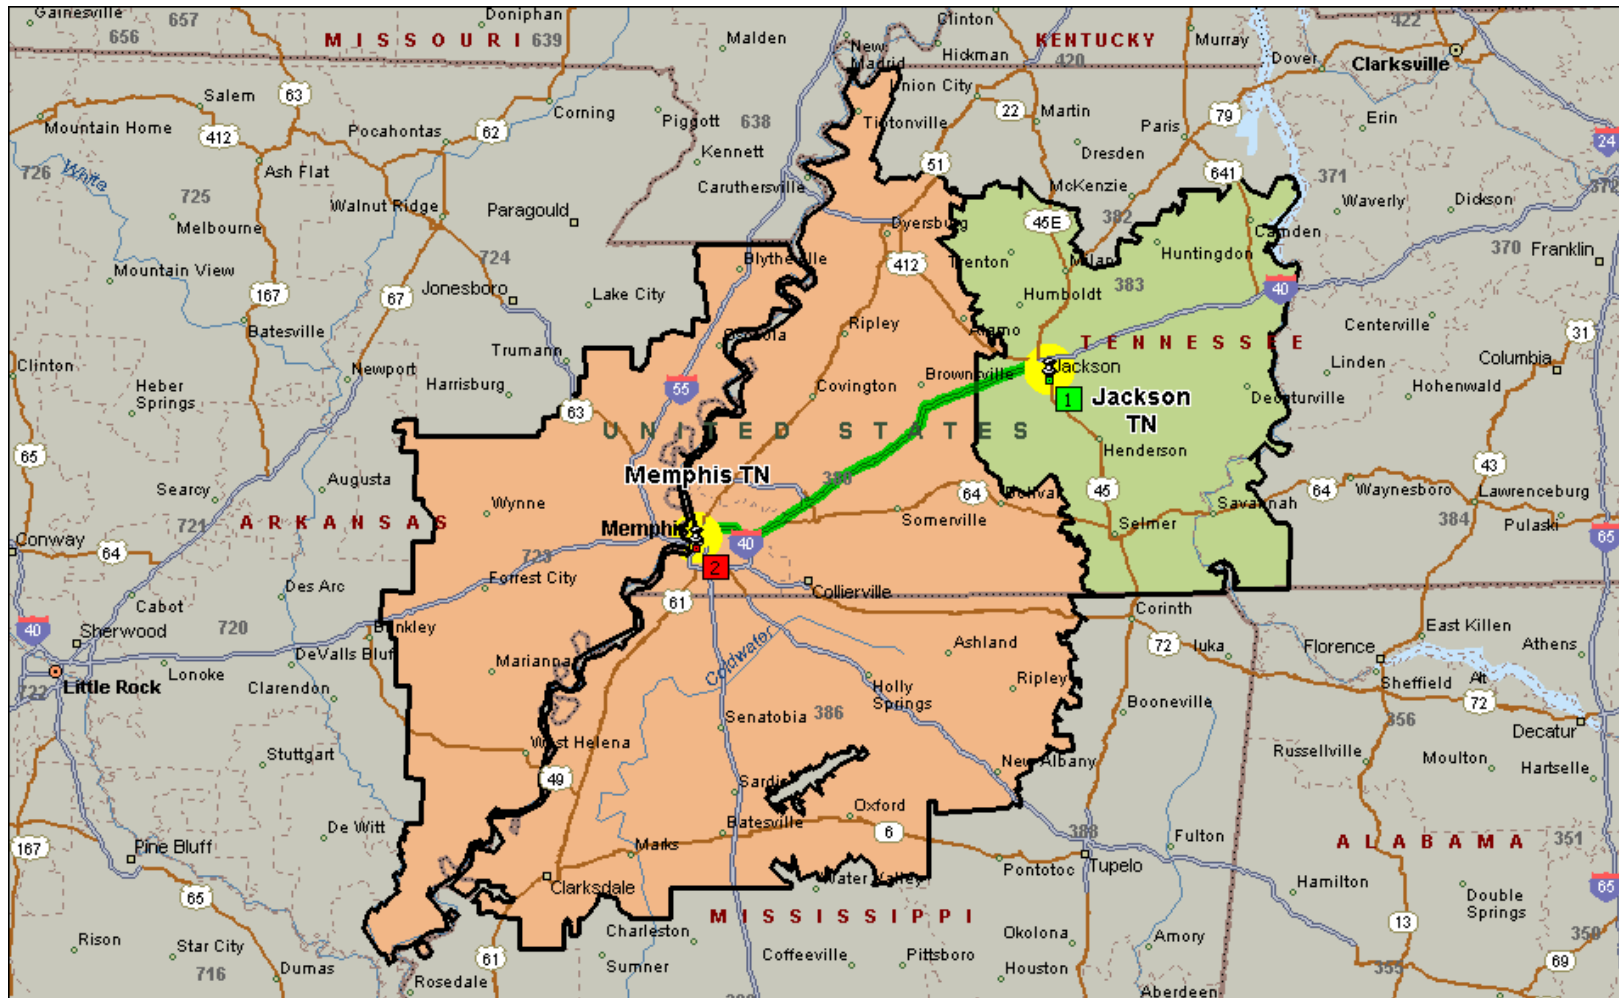 Gainesville
657
Doniphan
Clinton
422
656
MISSOURI
639
Malden
New
Madrid
Hickman
KENTUCKY
Murray
420
Dover
Clarksville
Salem
63
Union City
22
Martin
79
Mountain Home
412
Pocahontas
62
Corning
Piggott
638
Tiptonville
Paris
Erin
24
726
White
Ash Flat
Kennett
51
Dresden
641
371
372
725
Walnut Ridge
Paragould
Caruthersville
McKenzie
Waverly
Dickson
Melbourne
Dyersburg
45E
382
Camden
370
Franklin
724
Mountain View
Blytheville
412
Trenton
Milan
Huntingdon
383
40
167
67
Jonesboro
Lake City
Humboldt
Centerville
31
Batesville
Osceola
Ripley
Alamo
TENNESSEE
Clinton
Trumann
Newport
Heber
Springs
Harrisburg
55
Covington
Brownsville
Jackson
1
Jackson
TN
Linden
Columbia
Hohenwald
Decaturville
63
UNITED STATES
65
Henderson
43
Searcy
Augusta
Memphis TN
Wynne
64
Bolivar
45
Savannah
64
Waynesboro
Lawrenceburg
721
ARKANSAS
Memphis
Somerville
Selmer
384
Pulaski
65
Conway
64
723
40
2
Forrest City
Collierville
Des Arc
Cabot
61
Corinth
40
Sherwood
720
Brinkley
Coldwater
Ashland
72
Iuka
East Killen
Florence
Athens
Lonoke
DeValls Bluf
Marianna
722
Little Rock
Clarendon
Holly
Springs
Ripley
Sheffield
Alt
72
Senatobia
386
Booneville
356
Decatur
Stuttgart
West Helena
Russellville
Moulton
Hartselle
49
Sardis
New Albany
Oxford
De Witt
Batesville
6
388
Fulton
ALABAMA
351
167
Pine Bluff
Marks
Pontotoc
Tupelo
65
Clarksdale
Water Valley
Hamilton
Double
Springs
65
MISSISSIPPI
13
Rison
Star City
61
Charleston
Okolona
Amory
716
Dumas
Sumner
Coffeeville
Pittsboro
Houston
69
Rosedale
Aberdeen